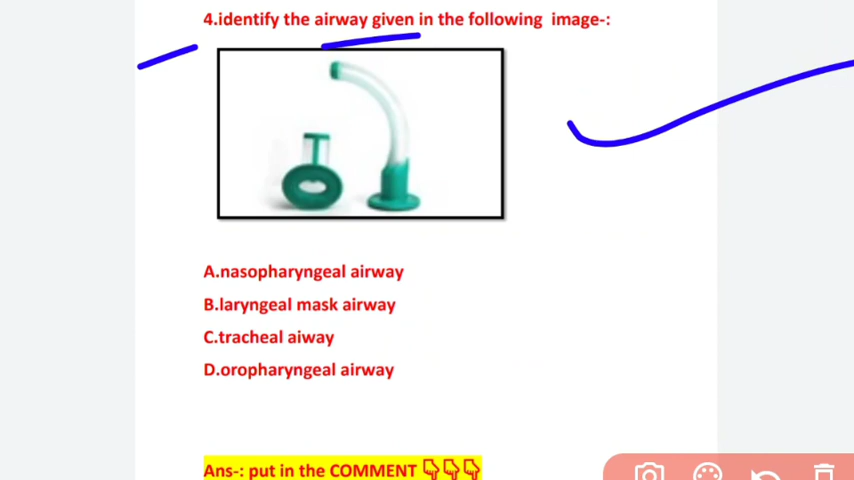 4.identify the airway given in the following image-:
A.nasopharyngeal airway
B.laryngeal mask airway
C.tracheal aiway
D.oropharyngeal airway
Ans-: put in the COMMENT 👇👇👇